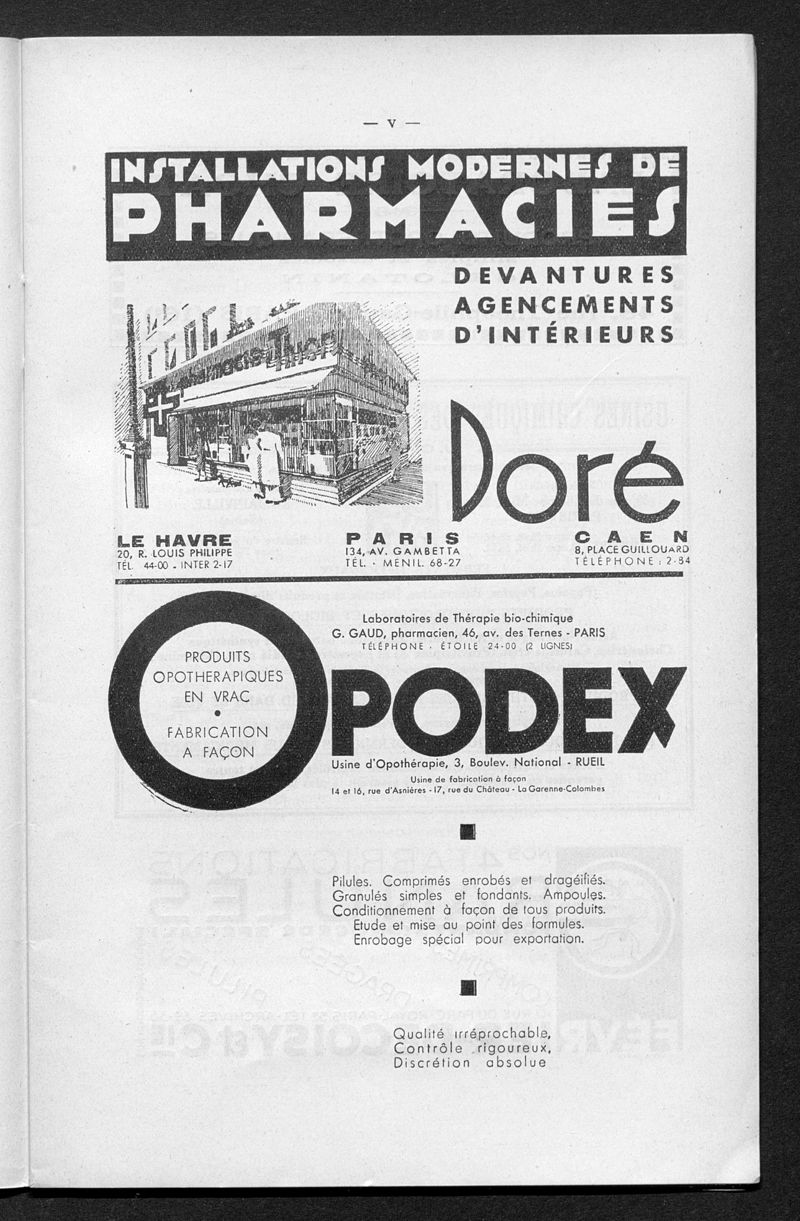 — V —
INSTALLATIONS MODERNES DE
PHARMACIES
DEVANTURES
AGENCEMENTS
D'INTÉRIEURS
pharmacie
Doré
LE HAVRE
20, R. LOUIS PHILIPPE
TÉL. 44-00 - INTER 2-17
PARIS
134, AV. GAMBETTA
TÉL. · MENIL. 68-27
CAEN
8, PLACE GUILLOUARD
TÉLÉPHONE : 2-84
Laboratoires de Thérapie bio-chimique
G. GAUD, pharmacien, 46, av. des Ternes - PARIS
TÉLÉPHONE · ÉTOILE 24-00 (2 LIGNES)
PRODUITS
OPOTHERAPIQUES
EN VRAC
•
FABRICATION
A FAÇON
OPODEX
Usine d'Opothérapie, 3, Boulev. National - RUEIL
Usine de fabrication à façon
14 et 16, rue d'Asnières - 17, rue du Château - La Garenne-Colombes
Pilules. Comprimés enrobés et dragéifiés.
Granulés simples et fondants. Ampoules.
Conditionnement à façon de tous produits.
Etude et mise au point des formules.
Enrobage spécial pour exportation.
Qualité irréprochable,
Contrôle rigoureux,
Discrétion absolue